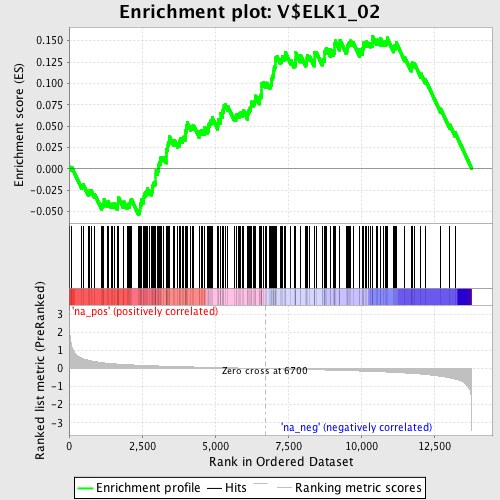 Enrichment plot: V$ELK1_02
Enrichment score (ES)
0.150
0.125
0.100
0.075
0.050
0.025
0.000
-0.025
-0.050
'na_pos' (positively correlated)
Ranked list metric (PreRanked)
3
2
1
0
-1
-2
-3
Zero cross at 6700
'na_neg' (negatively correlated)
0
2,500
5,000
7,500
10,000
12,500
Rank in Ordered Dataset
Enrichment profile
Hits
Ranking metric scores